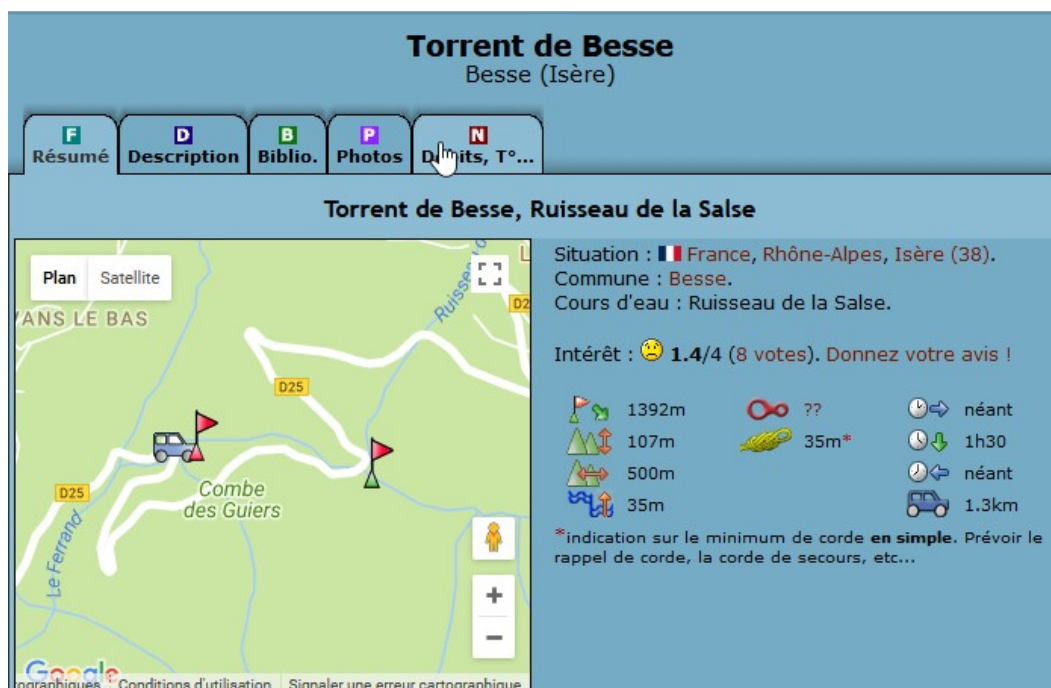 Torrent de Besse
Besse (Isère)
F
Résumé
D
Description
B
Biblio.
P
Photos
N
T°...
Torrent de Besse, Ruisseau de la Salse
Plan Satellite
VANS LE BAS
D25
D25
Combe
des Guiers
Le Ferrand
Google
Conditions d'utilisation Signaler une erreur cartographique
Situation : France, Rhône-Alpes, Isère (38).
Commune : Besse.
Cours d'eau : Ruisseau de la Salse.
Intérêt : 1.4/4 (8 votes). Donnez votre avis !
1392m ?? néant
107m 35m* 1h30
500m néant
35m 1.3km
*indication sur le minimum de corde en simple. Prévoir le
rappel de corde, la corde de secours, etc...